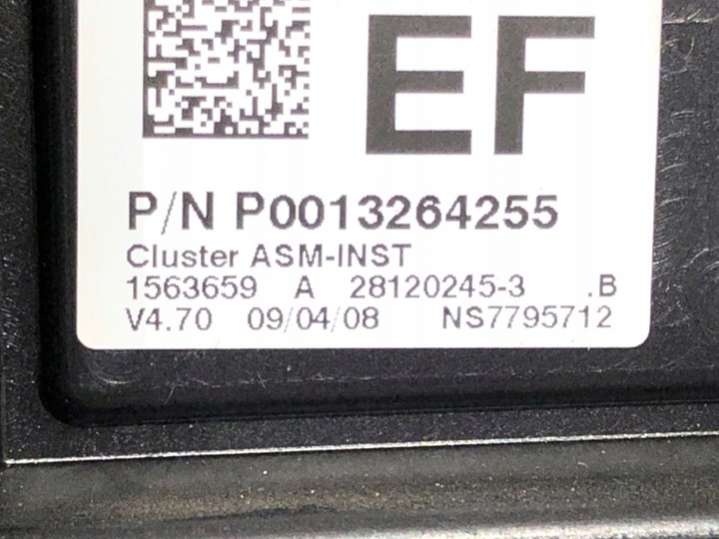 EF
P/N P0013264255
Cluster ASM-INST
1563659 A 28120245-3 .B
V4.70 09/04/08 NS7795712